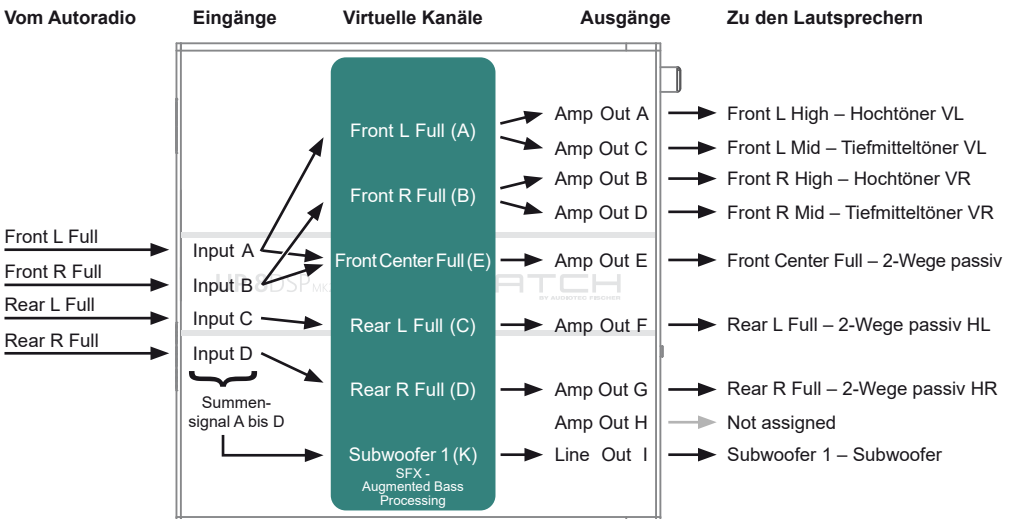 Vom Autoradio Eingänge Virtuelle Kanäle Ausgänge Zu den Lautsprechern
Front L Full (A) Amp Out A Front L High – Hochtöner VL
Amp Out C Front L Mid – Tiefmitteltöner VL
Front R Full (B) Amp Out B Front R High – Hochtöner VR
Amp Out D Front R Mid – Tiefmitteltöner VR
Front L Full Input A Front Center Full (E) Amp Out E Front Center Full – 2-Wege passiv
Front R Full Input B
8DSP ATCH
BY AUDIOTEC FISCHER
Rear L Full Input C Rear L Full (C) Amp Out F Rear L Full – 2-Wege passiv HL
Rear R Full Input D Rear R Full (D) Amp Out G Rear R Full – 2-Wege passiv HR
Summen-
signal A bis D
Amp Out H Not assigned
Subwoofer 1 (K) Line Out I Subwoofer 1 – Subwoofer
SFX -
Augmented Bass
Processing